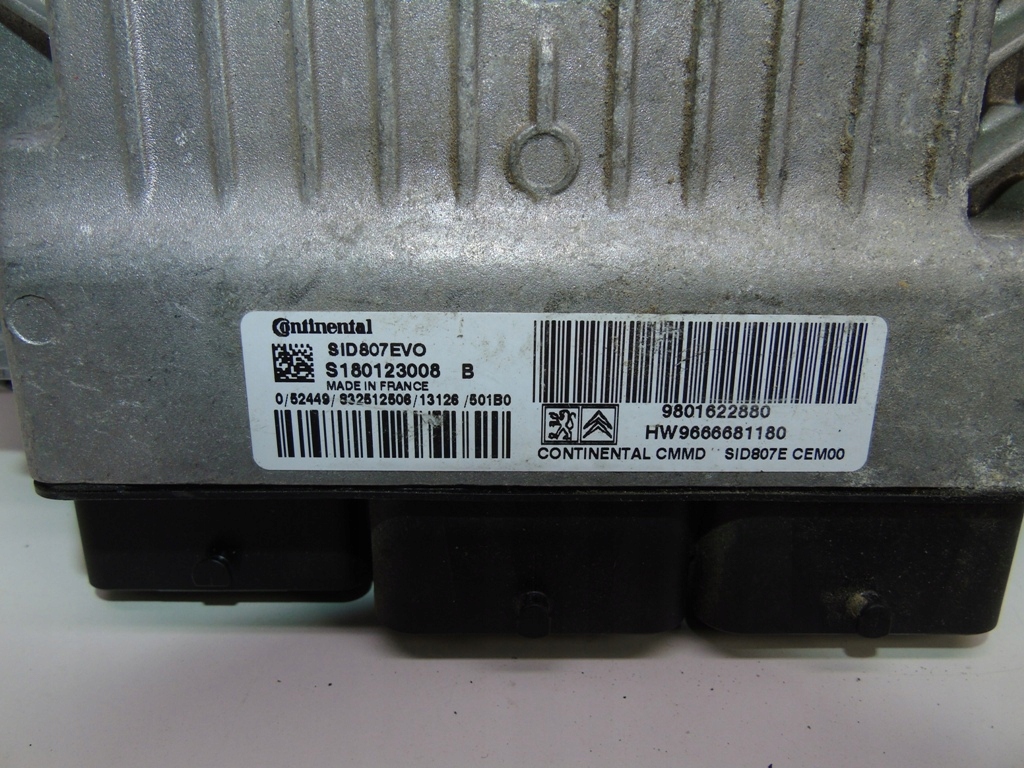 Continental
SID807EVO
S180123008 B
MADE IN FRANCE
0/52449/S32512506/13126/501B0
9801622880
HW9666681180
CONTINENTAL CMMD SID807E CEM00